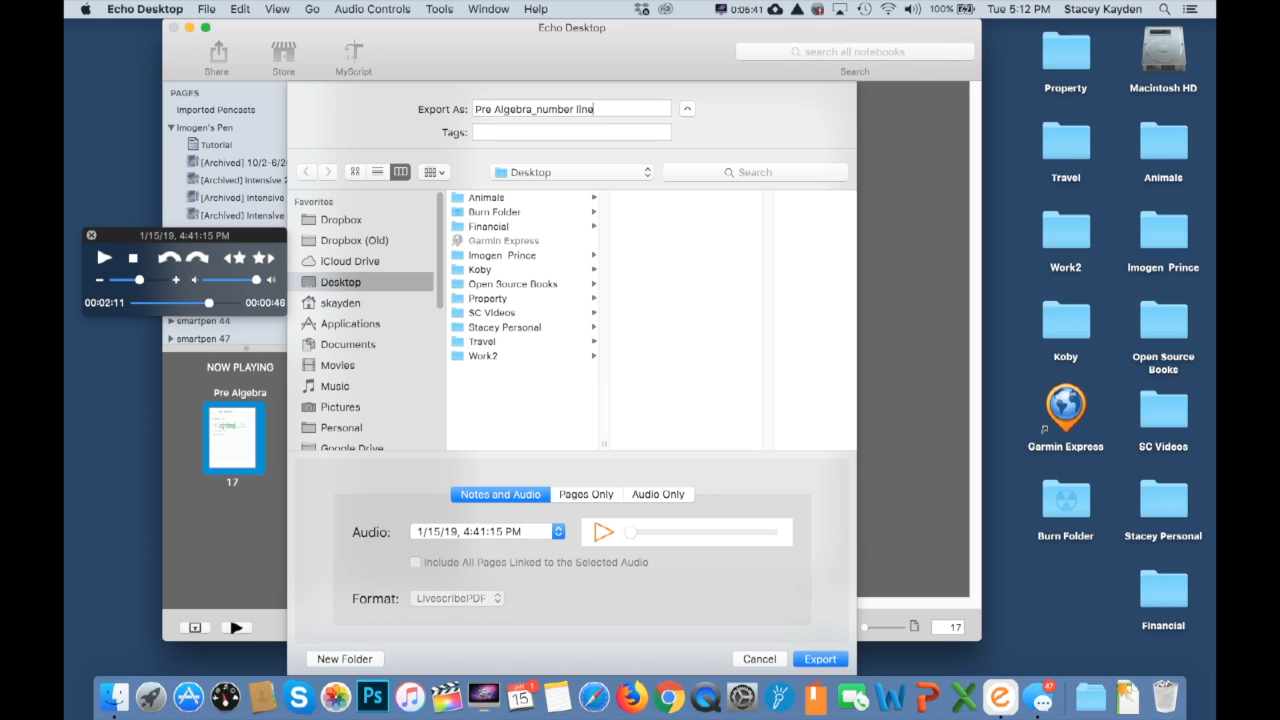 Echo Desktop File Edit View Go Audio Controls Tools Window Help 0:05:41 100% Tue 5:12 PM Stacey Kayden
Echo Desktop
Share Store MyScript
search all notebooks
Search
PAGES
Imported Pencasts
Imogen's Pen
Tutorial
[Archived] 10/2-6/2
[Archived] Intensive 2
[Archived] Intensive
[Archived] Intensive
1/15/19, 4:41:15 PM
00:02:11 00:00:46
smartpen 44
smartpen 47
NOW PLAYING
Pre Algebra
17
Export As: Pre Algebra_number line
Tags:
Desktop
Search
Favorites
Dropbox
Dropbox (Old)
iCloud Drive
Desktop
skayden
Applications
Documents
Movies
Music
Pictures
Personal
Google Drive
Animals
Burn Folder
Financial
Garmin Express
Imogen Prince
Koby
Open Source Books
Property
SC Videos
Stacey Personal
Travel
Work2
Notes and Audio Pages Only Audio Only
Audio: 1/15/19, 4:41:15 PM
Include All Pages Linked to the Selected Audio
Format: LivescribePDF
New Folder Cancel Export
17
Property Macintosh HD
Travel Animals
Work2 Imogen Prince
Koby Open Source
Books
Garmin Express SC Videos
Burn Folder Stacey Personal
Financial